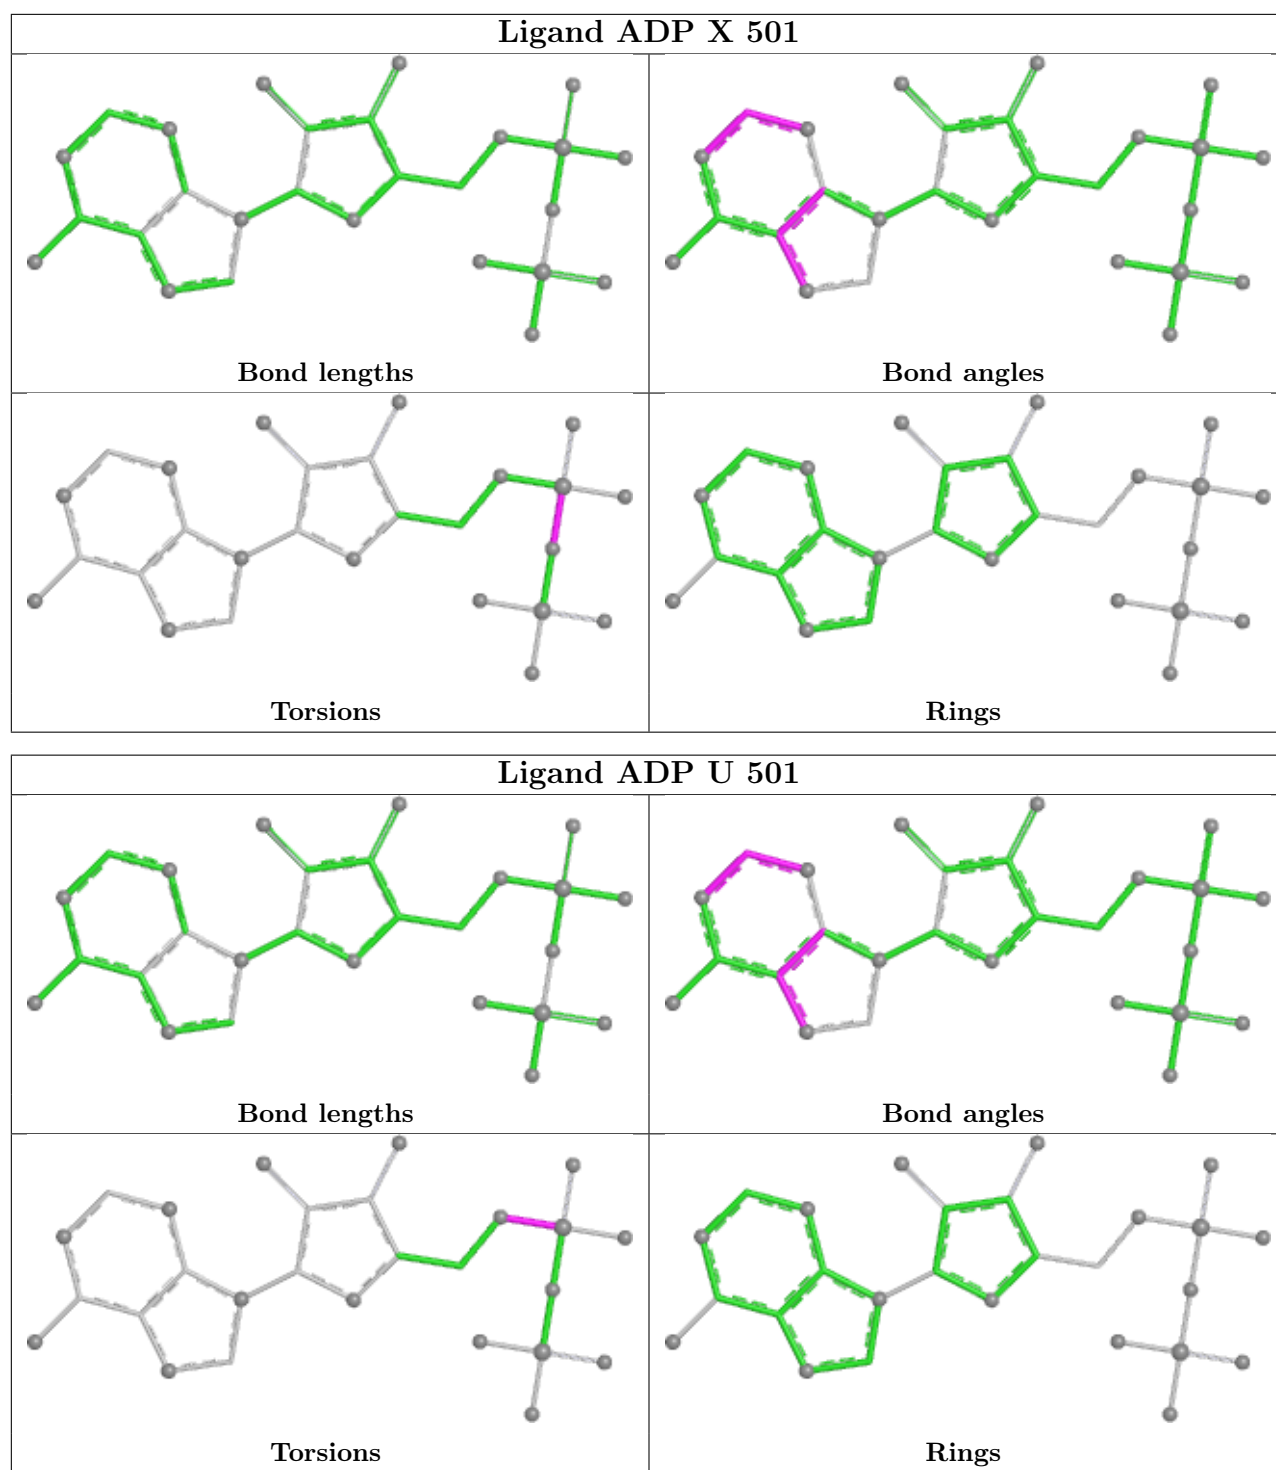 Ligand ADP X 501
Bond lengths
Bond angles
Torsions
Rings
Ligand ADP U 501
Bond lengths
Bond angles
Torsions
Rings